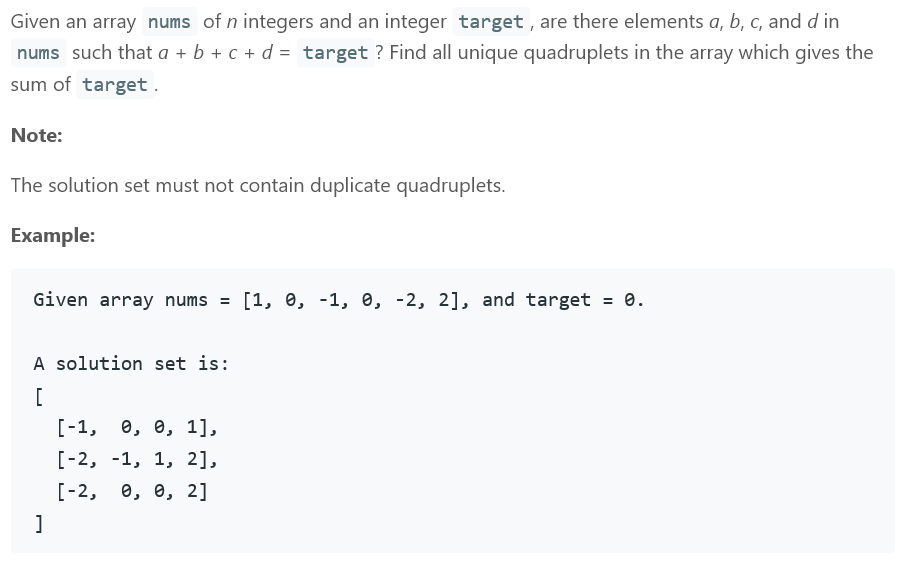 Given an array nums of n integers and an integer target , are there elements a, b, c, and d in
nums such that a + b + c + d = target ? Find all unique quadruplets in the array which gives the
sum of target .
Note:
The solution set must not contain duplicate quadruplets.
Example:
Given array nums = [1, 0, -1, 0, -2, 2], and target = 0.
A solution set is:
[
  [-1,  0, 0, 1],
  [-2, -1, 1, 2],
  [-2,  0, 0, 2]
]